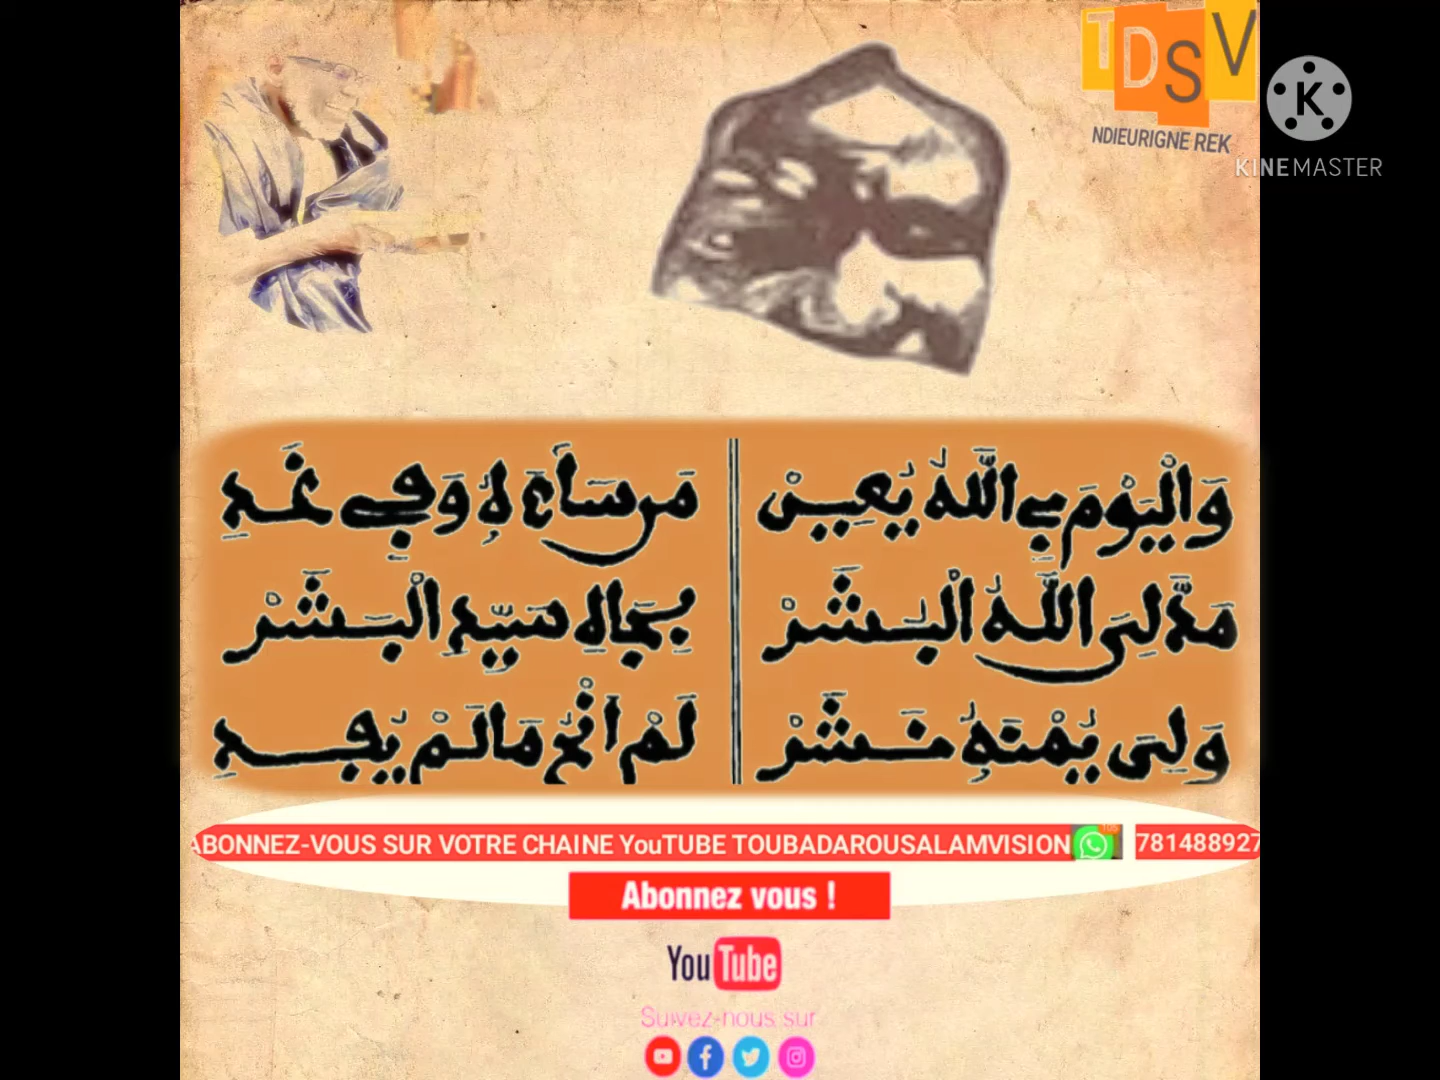 TDSV
NDIEURIGNE REK
K
KINEMASTER
وَالْيَوْمَ بِي اللَّهُ يُعِينْ
مَن سَاءَ لِي وَفِي غَدِ
مَدَّ لِيَ اللَّهُ الْبَشَرْ
بِجَاهِ سَيِّدِ الْبَشَرْ
وَلِيَ يُمْنَهُ نَشَرْ
لَمْ أَنْحُ مَا لَمْ يُفِدِ
ABONNEZ-VOUS SUR VOTRE CHAINE YouTUBE TOUBADAROUSALAMVISION
781488927
Abonnez vous !
YouTube
Suivez-nous sur